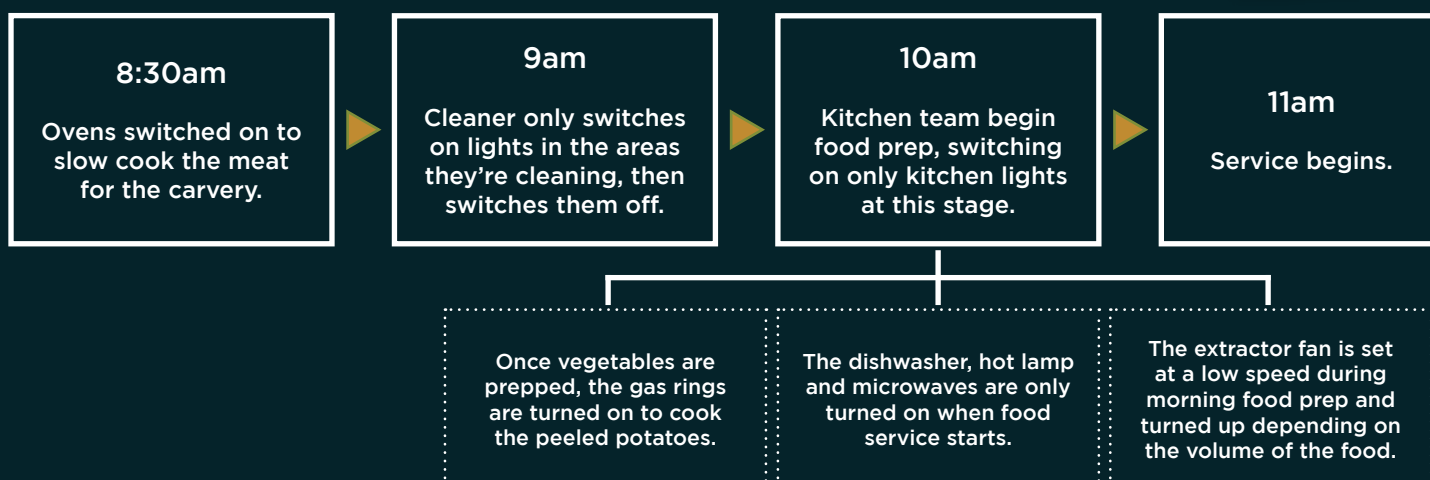 8:30am
Ovens switched on to
slow cook the meat
for the carvery.
9am
Cleaner only switches
on lights in the areas
they’re cleaning, then
switches them off.
10am
Kitchen team begin
food prep, switching
on only kitchen lights
at this stage.
11am
Service begins.
Once vegetables are
prepped, the gas rings
are turned on to cook
the peeled potatoes.
The dishwasher, hot lamp
and microwaves are only
turned on when food
service starts.
The extractor fan is set
at a low speed during
morning food prep and
turned up depending on
the volume of the food.